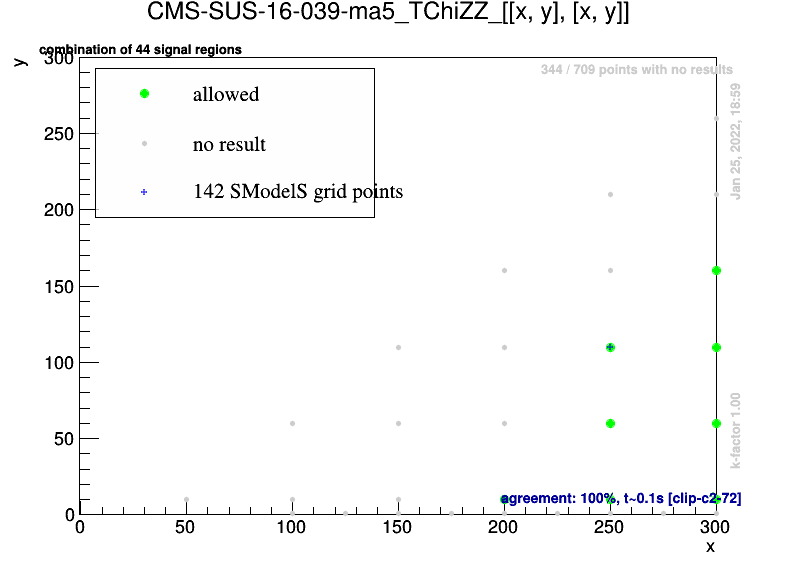 CMS-SUS-16-039-ma5_TChiZZ_[[x, y], [x, y]]
combination of 44 signal regions
y
344 / 709 points with no results
allowed
no result
142 SModelS grid points
Jan 25, 2022, 18:59
k-factor 1.00
300
250
200
150
100
50
0
agreement: 100%, t~0.1s [clip-c2-72]
0 50 100 150 200 250 300
x